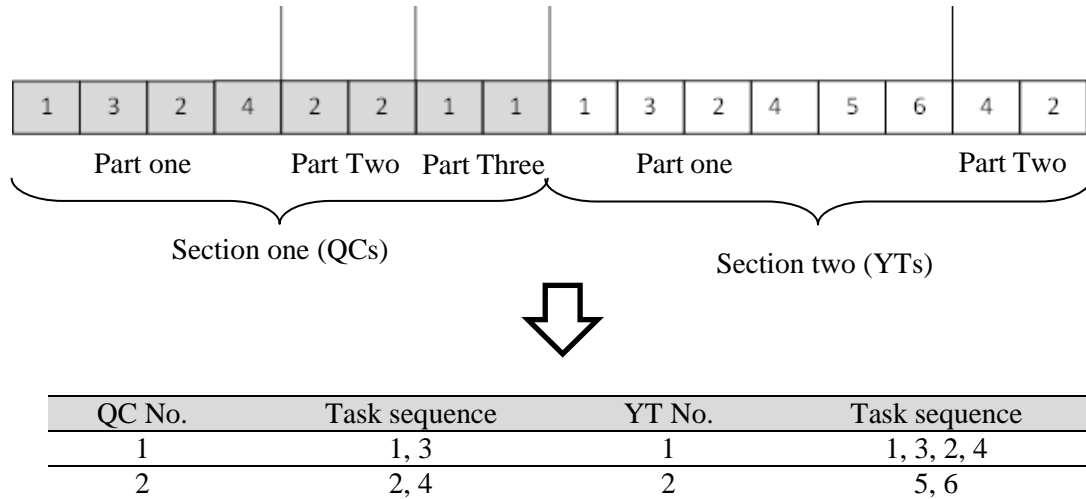 1 3 2 4 2 2 1 1 1 3 2 4 5 6 4 2
Part one Part Two Part Three Part one Part Two
Section one (QCs) Section two (YTs)
QC No. Task sequence YT No. Task sequence
1 1, 3 1 1, 3, 2, 4
2 2, 4 2 5, 6